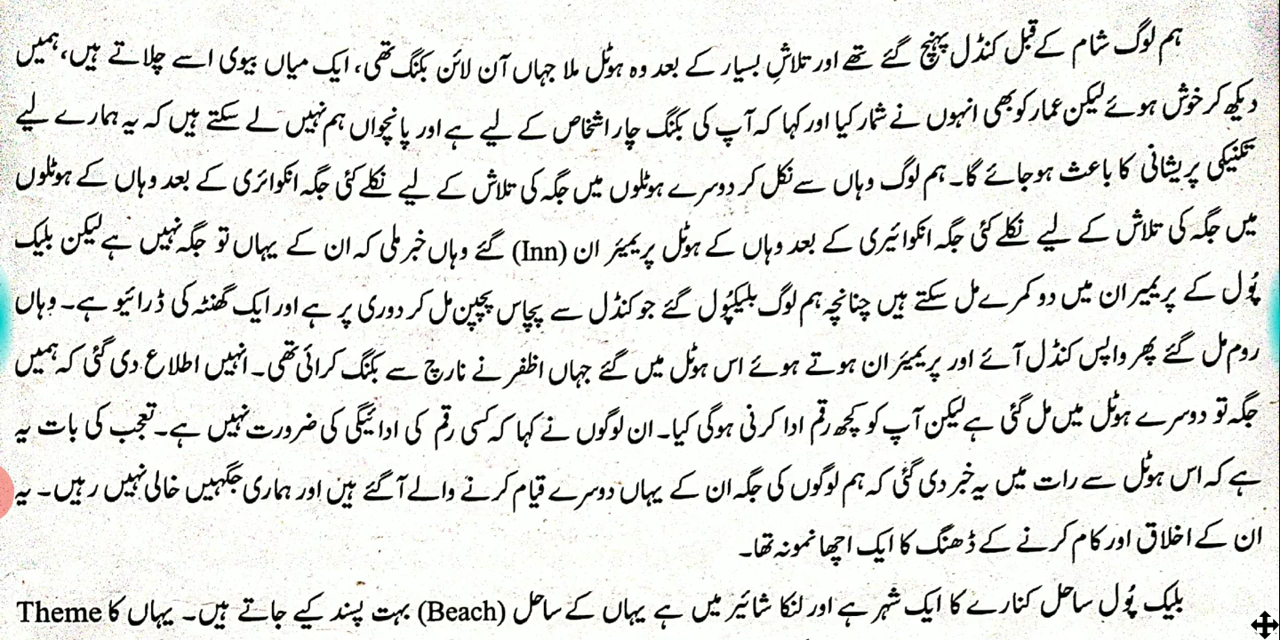 ہم لوگ شام کے قبل کنڈل پہنچ گئے تھے اور تلاشِ بسیار کے بعد وہ ہوٹل ملا جہاں آن لائن بکنگ تھی، ایک میاں بیوی اسے چلاتے ہیں، ہمیں
دیکھ کر خوش ہوئے لیکن عمار کو بھی انہوں نے شمار کیا اور کہا کہ آپ کی بکنگ چار اشخاص کے لیے ہے اور پانچواں ہم نہیں لے سکتے ہیں کہ یہ ہمارے لیے
تکنیکی پریشانی کا باعث ہو جائے گا۔ ہم لوگ وہاں سے نکل کر دوسرے ہوٹلوں میں جگہ کی تلاش کے لیے نکلے کئی جگہ انکوائری کے بعد وہاں کے ہوٹلوں
میں جگہ کی تلاش کے لیے نکلے کئی جگہ انکوائیری کے بعد وہاں کے ہوٹل پریمیئر ان (Inn) گئے وہاں خبر ملی کہ ان کے یہاں تو جگہ نہیں ہے لیکن بلیک
پُول کے پریمیر ان میں دو کمرے مل سکتے ہیں چنانچہ ہم لوگ بلیکپُول گئے جو کنڈل سے پچاس پچپن مل کر دوری پر ہے اور ایک گھنٹہ کی ڈرائیو ہے۔ وہاں
روم مل گئے پھر واپس کنڈل آئے اور پریمیئر ان ہوتے ہوئے اس ہوٹل میں گئے جہاں اظفر نے نارچ سے بکنگ کرائی تھی۔ انہیں اطلاع دی گئی کہ ہمیں
جگہ تو دوسرے ہوٹل میں مل گئی ہے لیکن آپ کو کچھ رقم ادا کرنی ہوگی کیا۔ ان لوگوں نے کہا کہ کسی رقم کی ادائیگی کی ضرورت نہیں ہے۔ تعجب کی بات یہ
ہے کہ اس ہوٹل سے رات میں یہ خبر دی گئی کہ ہم لوگوں کی جگہ ان کے یہاں دوسرے قیام کرنے والے آگئے ہیں اور ہماری جگہیں خالی نہیں رہیں۔ یہ
ان کے اخلاق اور کام کرنے کے ڈھنگ کا ایک اچھا نمونہ تھا۔
بلیک پُول ساحل کنارے کا ایک شہر ہے اور لنکا شائیر میں ہے یہاں کے ساحل (Beach) بہت پسند کیے جاتے ہیں۔ یہاں کا Theme